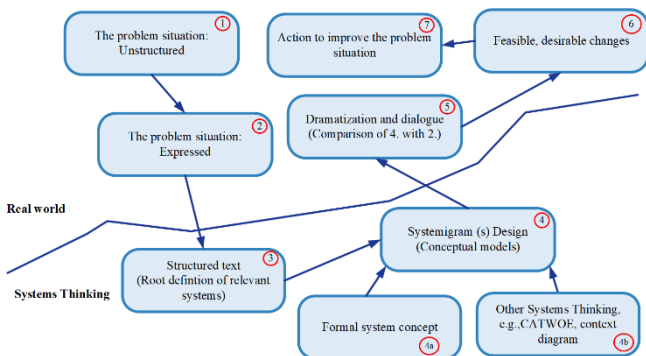 1
The problem situation:
Unstructured
7
Action to improve the problem
situation
6
Feasible, desirable changes
2
The problem situation:
Expressed
5
Dramatization and dialogue
(Comparison of 4. with 2.)
Real world
Systems Thinking
3
Structured text
(Root defintion of relevant
systems)
4
Systemigram (s) Design
(Conceptual models)
Formal system concept
4a
Other Systems Thinking,
e.g.,CATWOE, context
diagram
4b